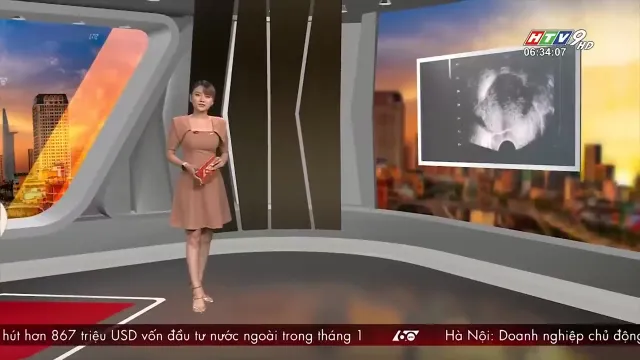 HTV9 HD
06:34:07
hút hơn 867 triệu USD vốn đầu tư nước ngoài trong tháng 1 60 Hà Nội: Doanh nghiệp chủ động